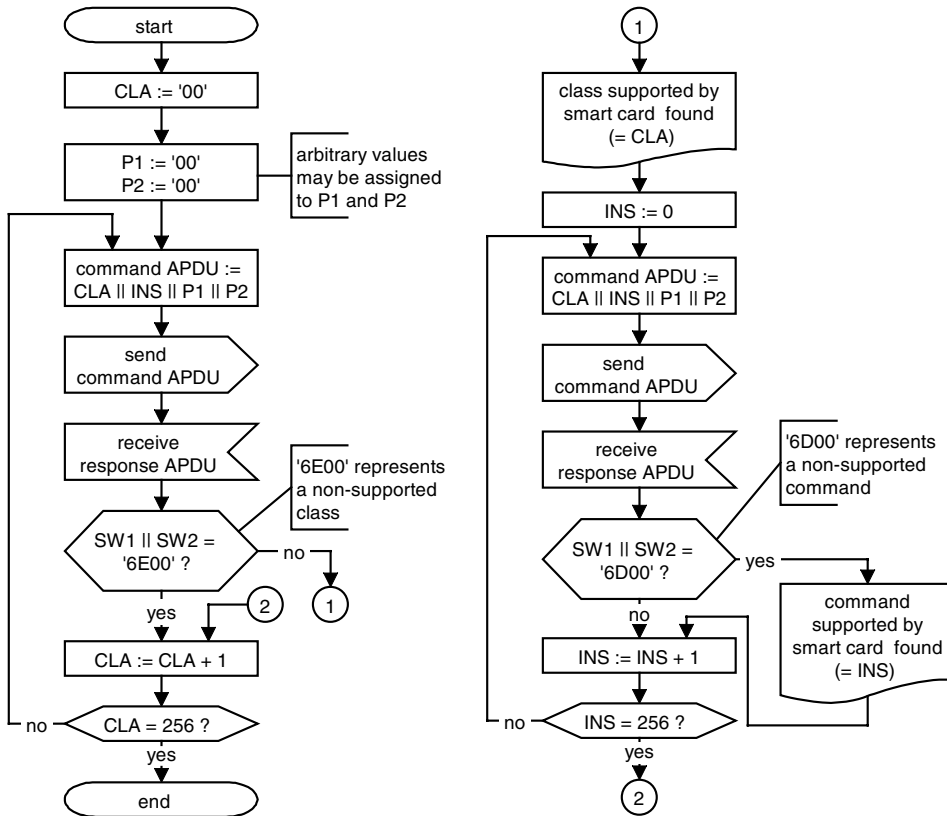 start
CLA := '00'
P1 := '00'
P2 := '00'
arbitrary values
may be assigned
to P1 and P2
command APDU :=
CLA || INS || P1 || P2
send
command APDU
receive
response APDU
'6E00' represents
a non-supported
class
SW1 || SW2 =
'6E00' ?
no
1
yes
2
CLA := CLA + 1
CLA = 256 ?
no
yes
end
1
class supported by
smart card found
(= CLA)
INS := 0
command APDU :=
CLA || INS || P1 || P2
send
command APDU
receive
response APDU
'6D00' represents
a non-supported
command
SW1 || SW2 =
'6D00' ?
yes
no
command
supported by
smart card found
(= INS)
INS := INS + 1
INS = 256 ?
no
yes
2